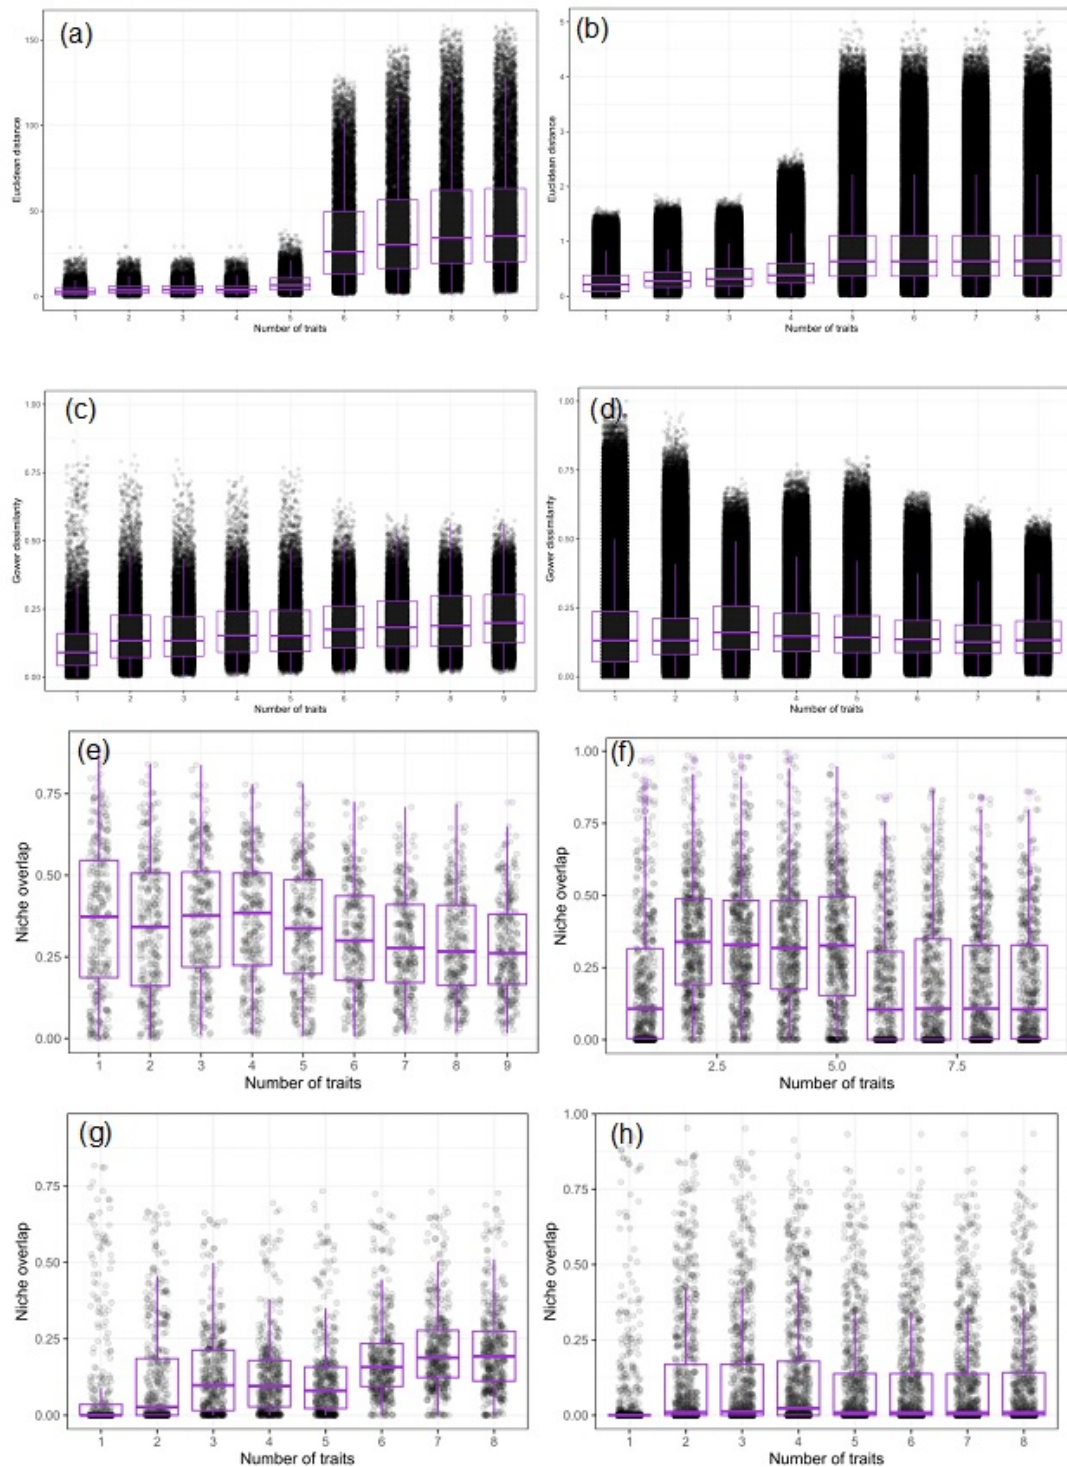 (a)
Euclidean distance
150
100
50
0
1 2 3 4 5 6 7 8 9
Number of traits
(b)
Euclidean distance
5
4
3
2
1
0
1 2 3 4 5 6 7 8
Number of traits
(c)
Gower dissimilarity
1.00
0.75
0.50
0.25
0.00
1 2 3 4 5 6 7 8 9
Number of traits
(d)
Gower dissimilarity
1.00
0.75
0.50
0.25
0.00
1 2 3 4 5 6 7 8
Number of traits
(e)
Niche overlap
0.75
0.50
0.25
0.00
1 2 3 4 5 6 7 8 9
Number of traits
(f)
Niche overlap
1.00
0.75
0.50
0.25
0.00
2.5 5.0 7.5
Number of traits
(g)
Niche overlap
0.75
0.50
0.25
0.00
1 2 3 4 5 6 7 8
Number of traits
(h)
Niche overlap
1.00
0.75
0.50
0.25
0.00
1 2 3 4 5 6 7 8
Number of traits